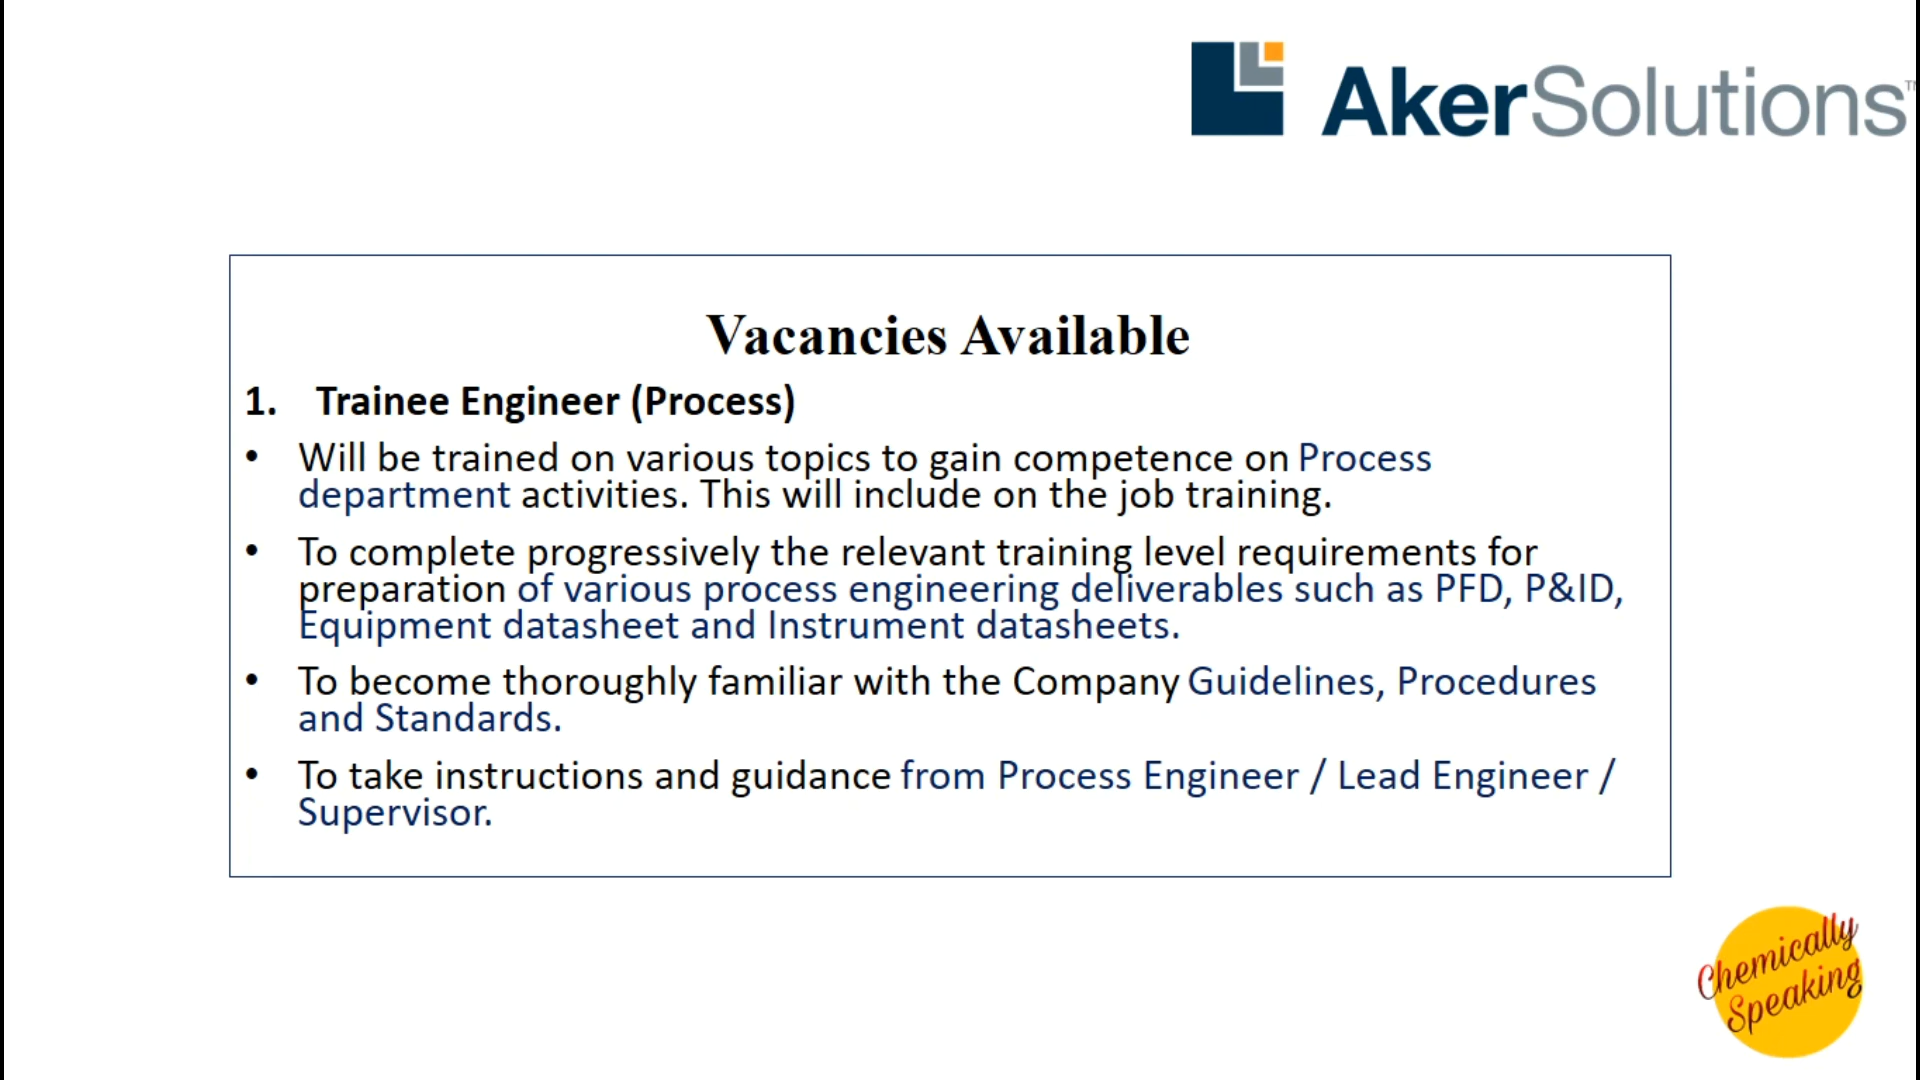 AkerSolutions™
Vacancies Available
1. Trainee Engineer (Process)
• Will be trained on various topics to gain competence on Process
department activities. This will include on the job training.
• To complete progressively the relevant training level requirements for
preparation of various process engineering deliverables such as PFD, P&ID,
Equipment datasheet and Instrument datasheets.
• To become thoroughly familiar with the Company Guidelines, Procedures
and Standards.
• To take instructions and guidance from Process Engineer / Lead Engineer /
Supervisor.
Chemically
Speaking